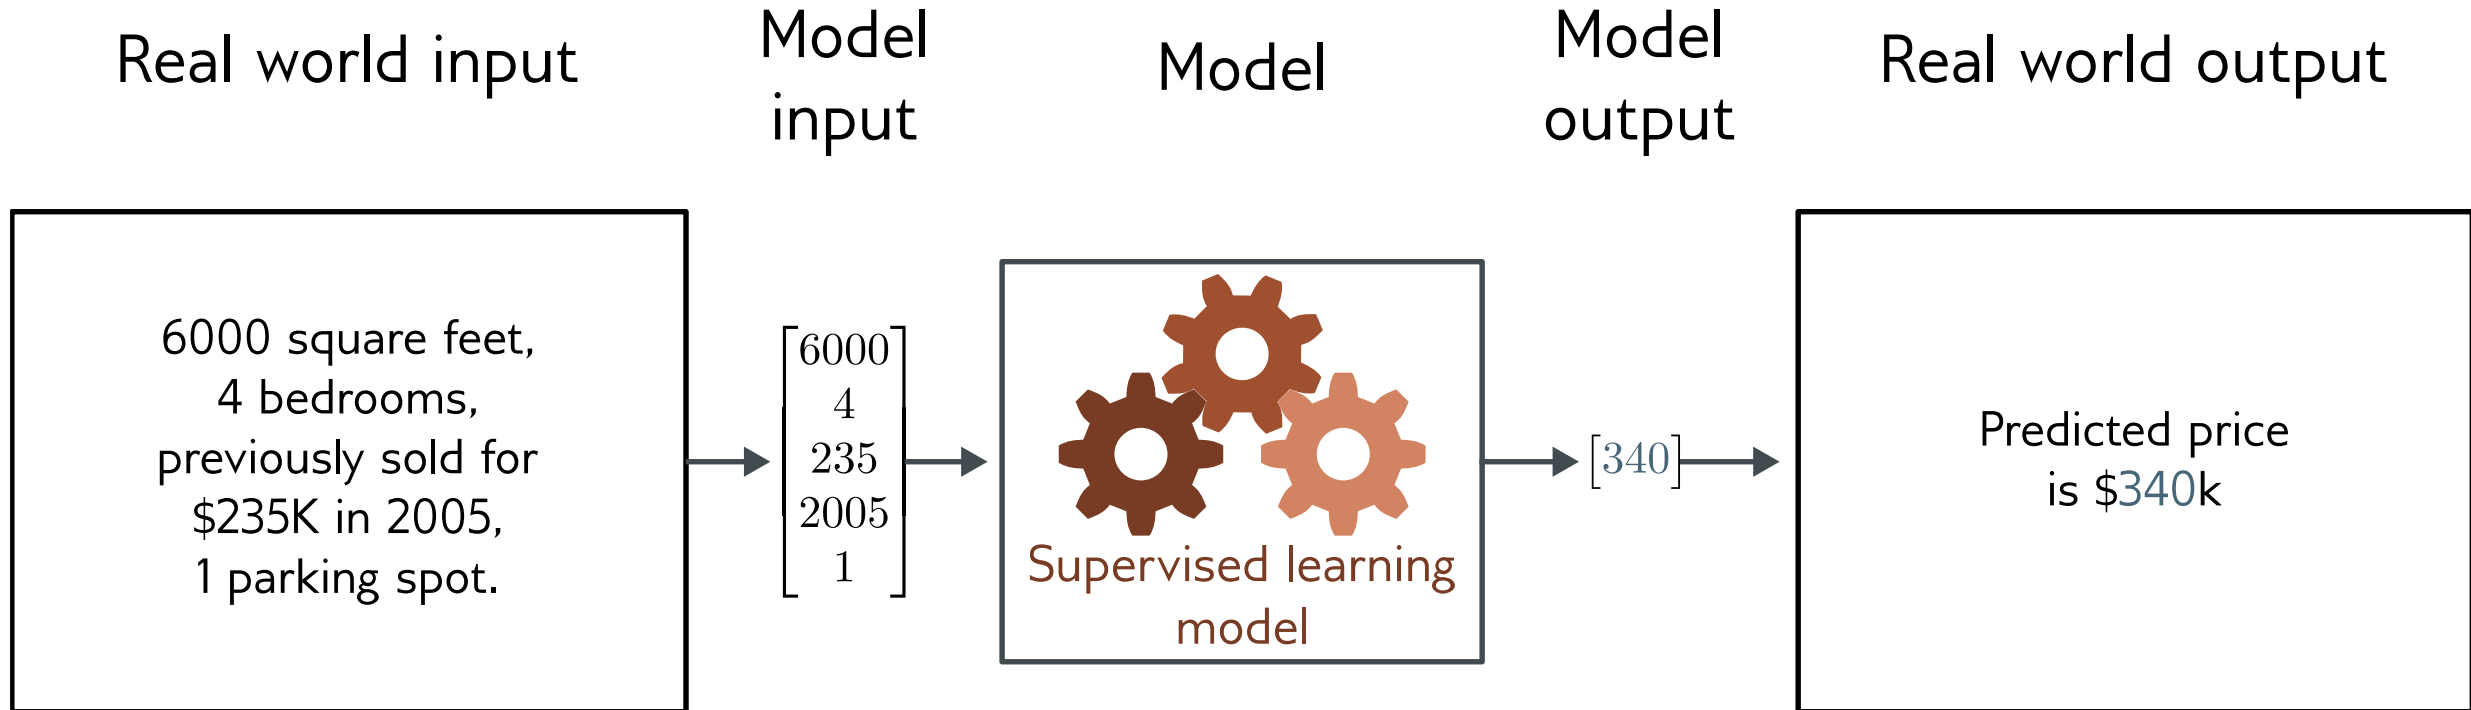 Real world input
Model
input
Model
Model
output
Real world output
6000 square feet,
4 bedrooms,
previously sold for
$235K in 2005,
1 parking spot.
6000
4
235
2005
1
Supervised learning
model
[340]
Predicted price
is $340k